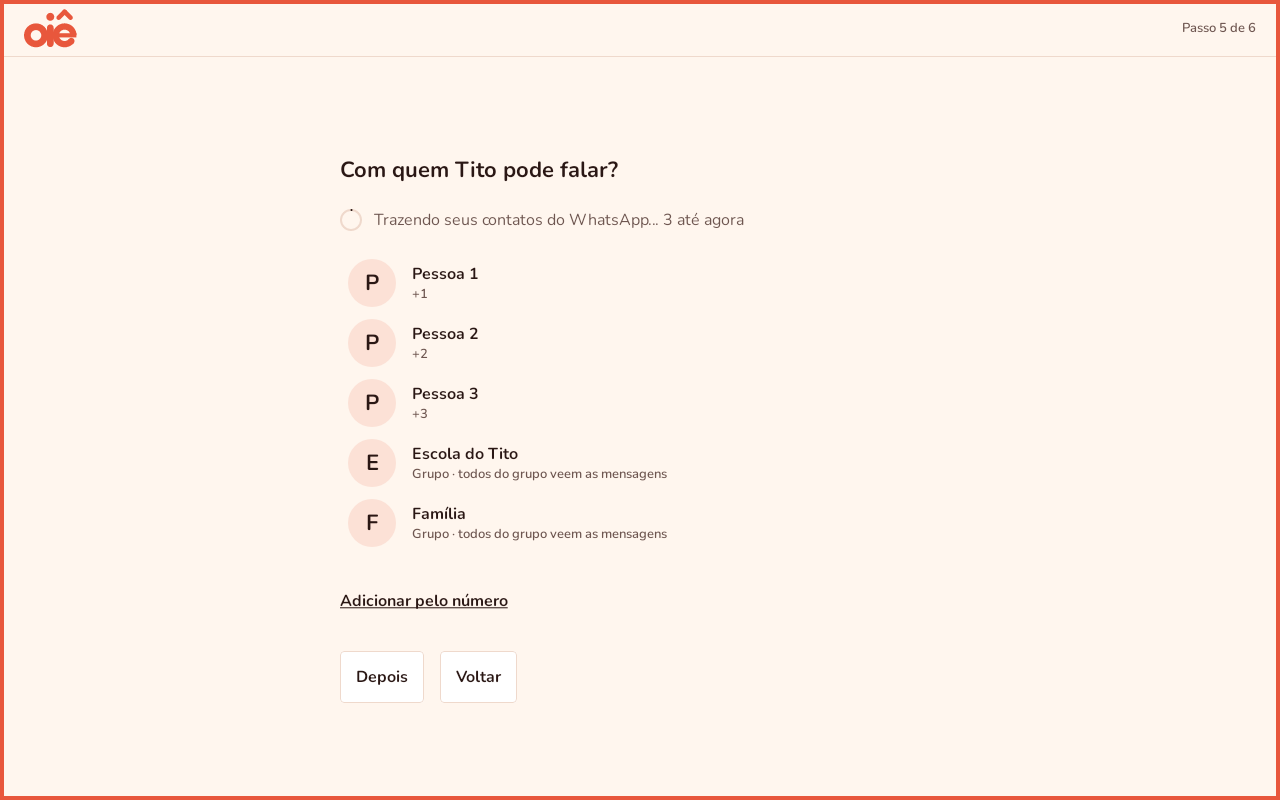 oiê
Passo 5 de 6
Com quem Tito pode falar?
Trazendo seus contatos do WhatsApp... 3 até agora
P
Pessoa 1
+1
P
Pessoa 2
+2
P
Pessoa 3
+3
E
Escola do Tito
Grupo · todos do grupo veem as mensagens
F
Família
Grupo · todos do grupo veem as mensagens
Adicionar pelo número
Depois
Voltar